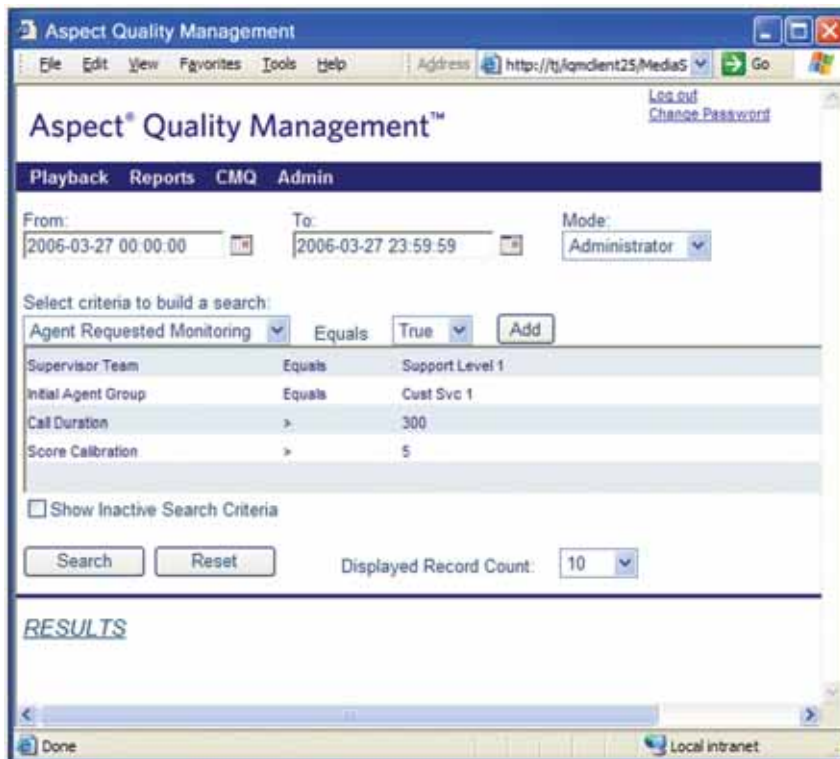 Aspect Quality Management
File Edit View Favorites Tools Help Address http://tj/iqmclient25/MediaS Go
Log out
Change Password
Aspect® Quality Management™
Playback Reports CMQ Admin
From: To: Mode:
2006-03-27 00:00:00 2006-03-27 23:59:59 Administrator
Select criteria to build a search:
Agent Requested Monitoring Equals True Add
Supervisor Team Equals Support Level 1
Initial Agent Group Equals Cust Svc 1
Call Duration > 300
Score Calibration > 5
Show Inactive Search Criteria
Search Reset Displayed Record Count: 10
RESULTS
Done Local intranet